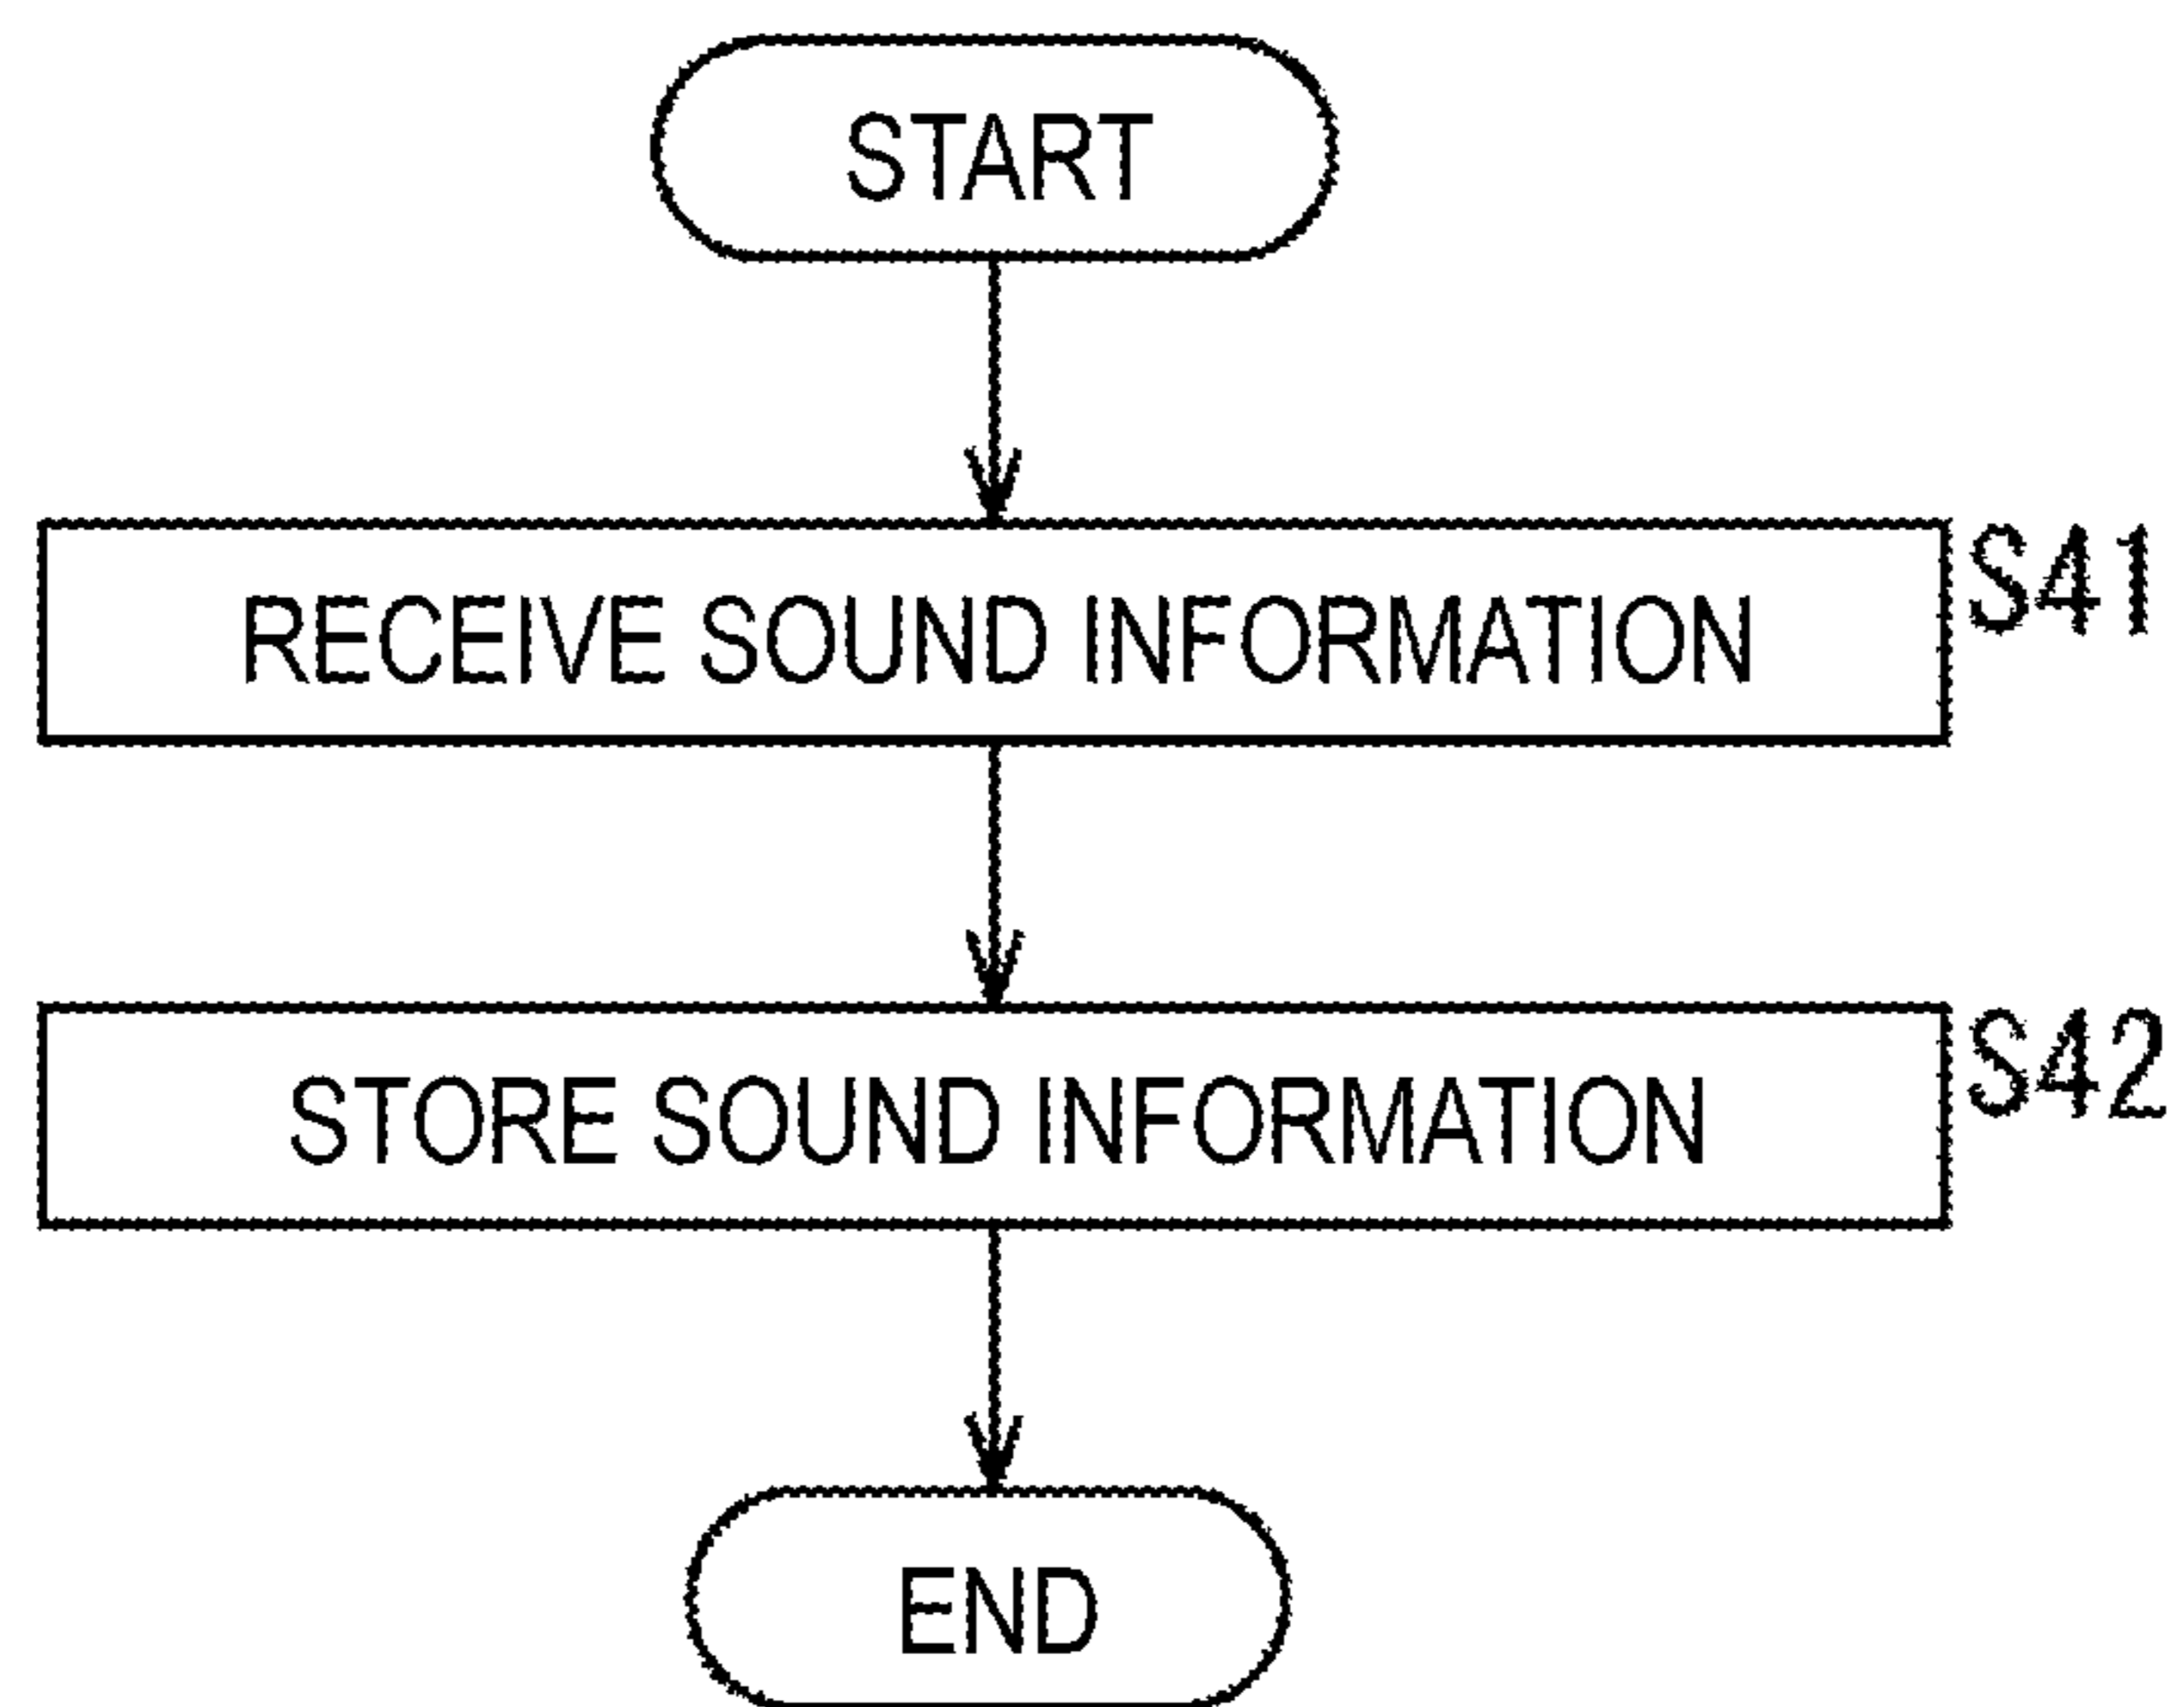 START
RECEIVE SOUND INFORMATION
S41
STORE SOUND INFORMATION
S42
END